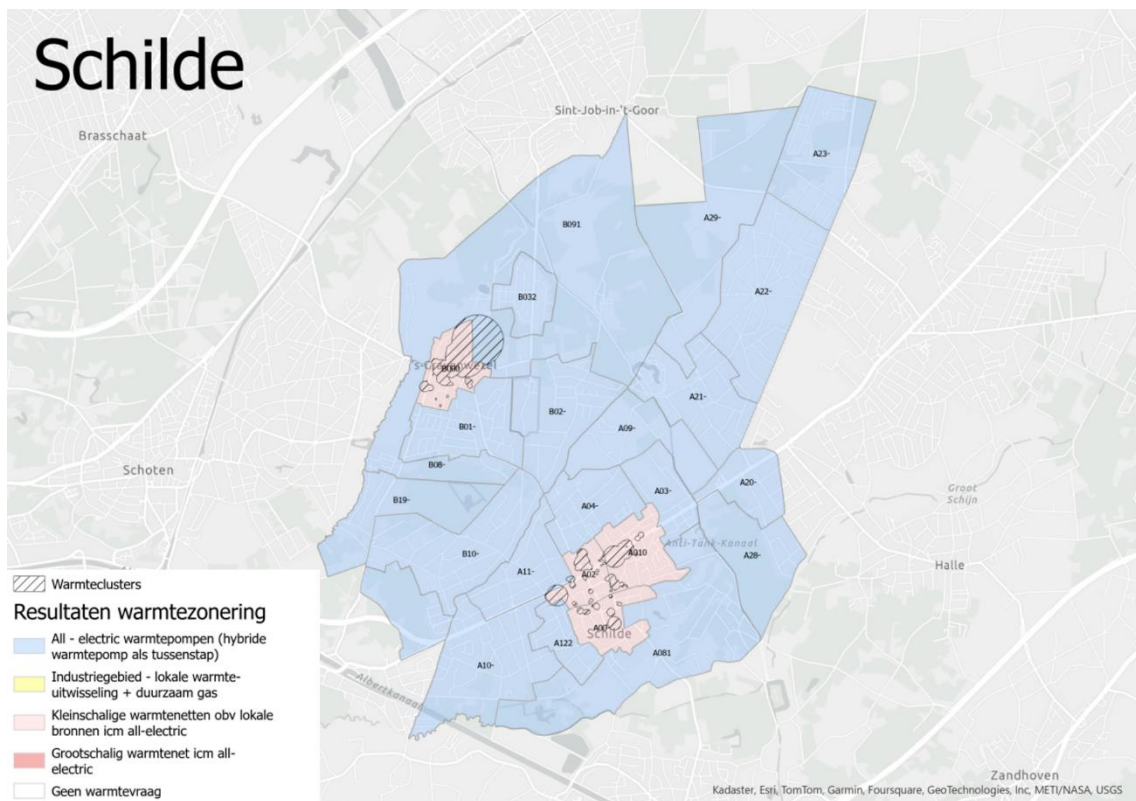 Schilde
Sint-Job-in-'t-Goor
Brasschaat
A23-
A29-
B091
A22-
B032
's-Gravenwezel
B000
A21-
B02-
B01-
A09-
Schoten
B08-
A03-
A20-
Groot
Schijn
B19-
A04-
Anti-Tank-Kanaal
B10-
A010
A28-
A11-
A02-
Halle
A00-
Schilde
A122
A081
A10-
Albertkanaal
Zandhoven
Warmteclusters
Resultaten warmtezonering
All - electric warmtepompen (hybride
warmtepomp als tussenstap)
Industriegebied - lokale warmte-
uitwisseling + duurzaam gas
Kleinschalige warmtenetten obv lokale
bronnen icm all-electric
Grootschalig warmtenet icm all-
electric
Geen warmtevraag
Kadaster, Esri, TomTom, Garmin, Foursquare, GeoTechnologies, Inc, METI/NASA, USGS